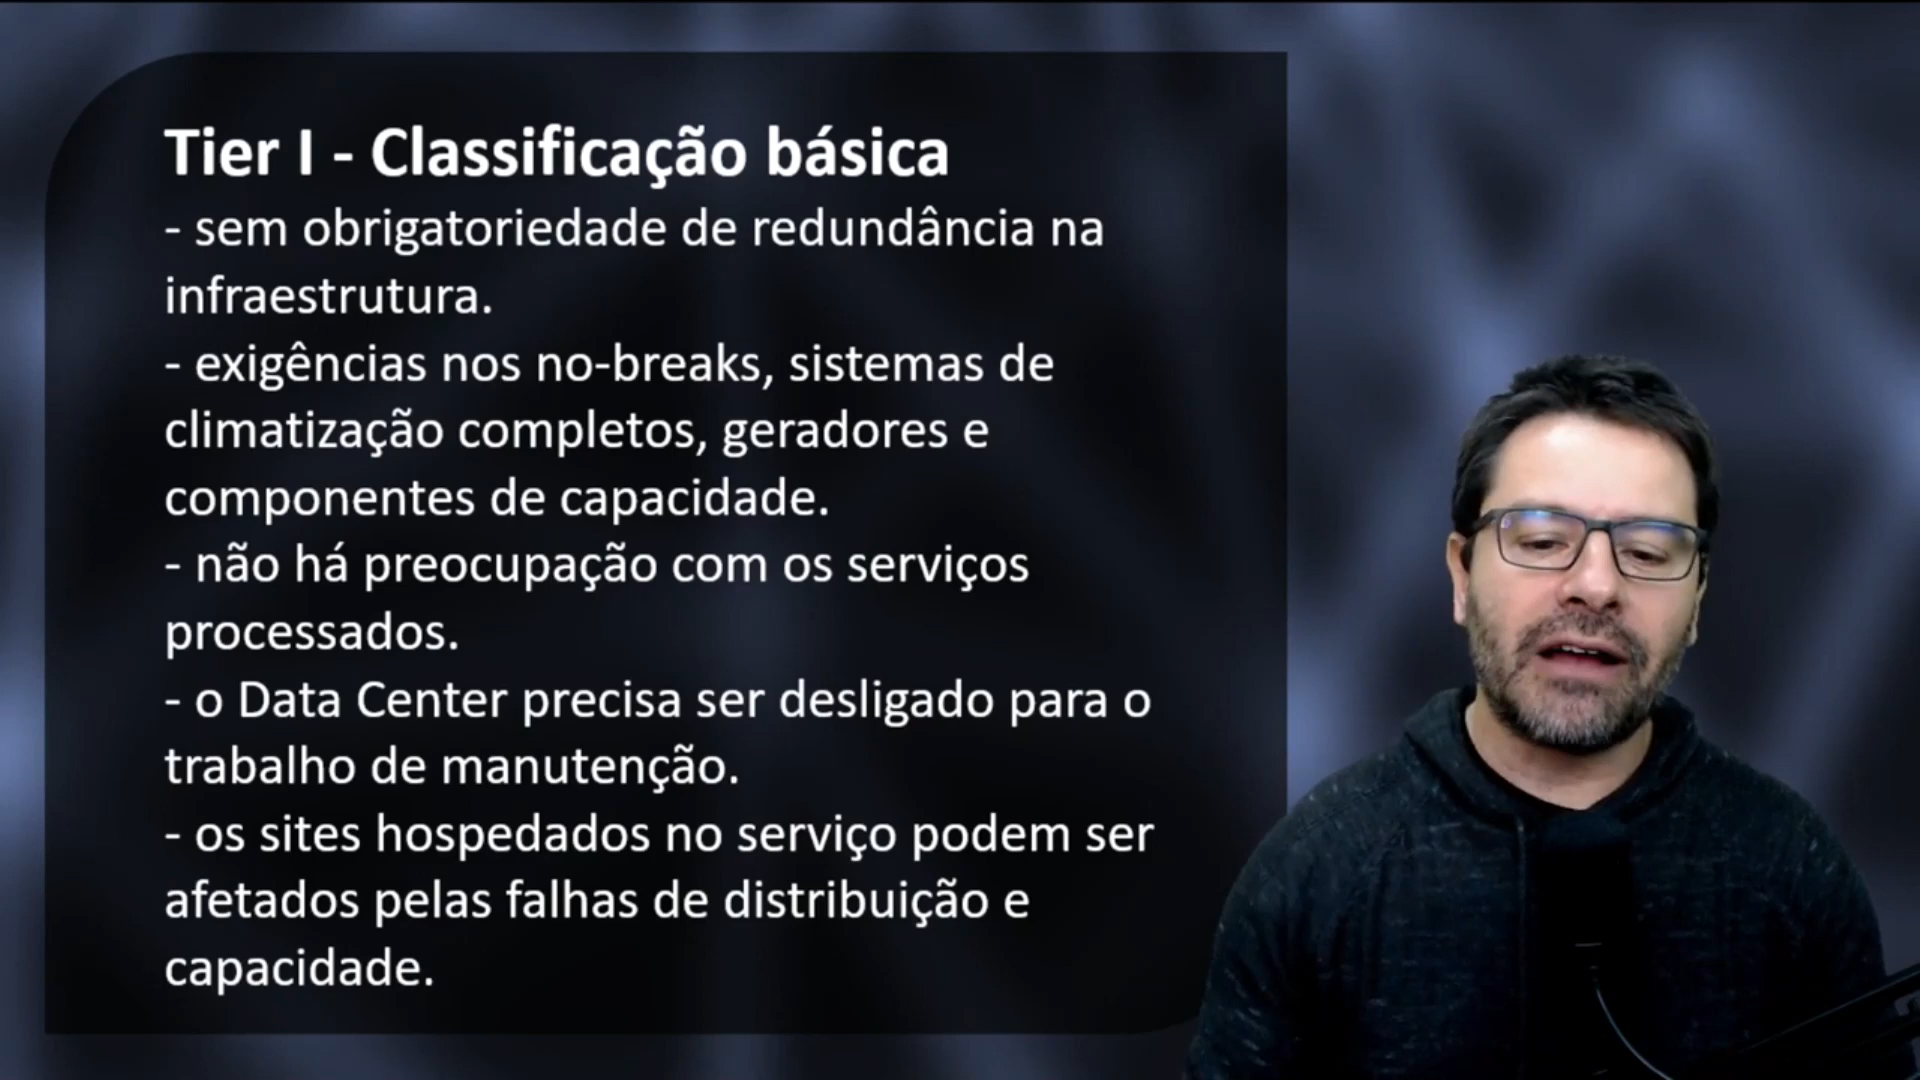 Tier I - Classificação básica
- sem obrigatoriedade de redundância na
infraestrutura.
- exigências nos no-breaks, sistemas de
climatização completos, geradores e
componentes de capacidade.
- não há preocupação com os serviços
processados.
- o Data Center precisa ser desligado para o
trabalho de manutenção.
- os sites hospedados no serviço podem ser
afetados pelas falhas de distribuição e
capacidade.